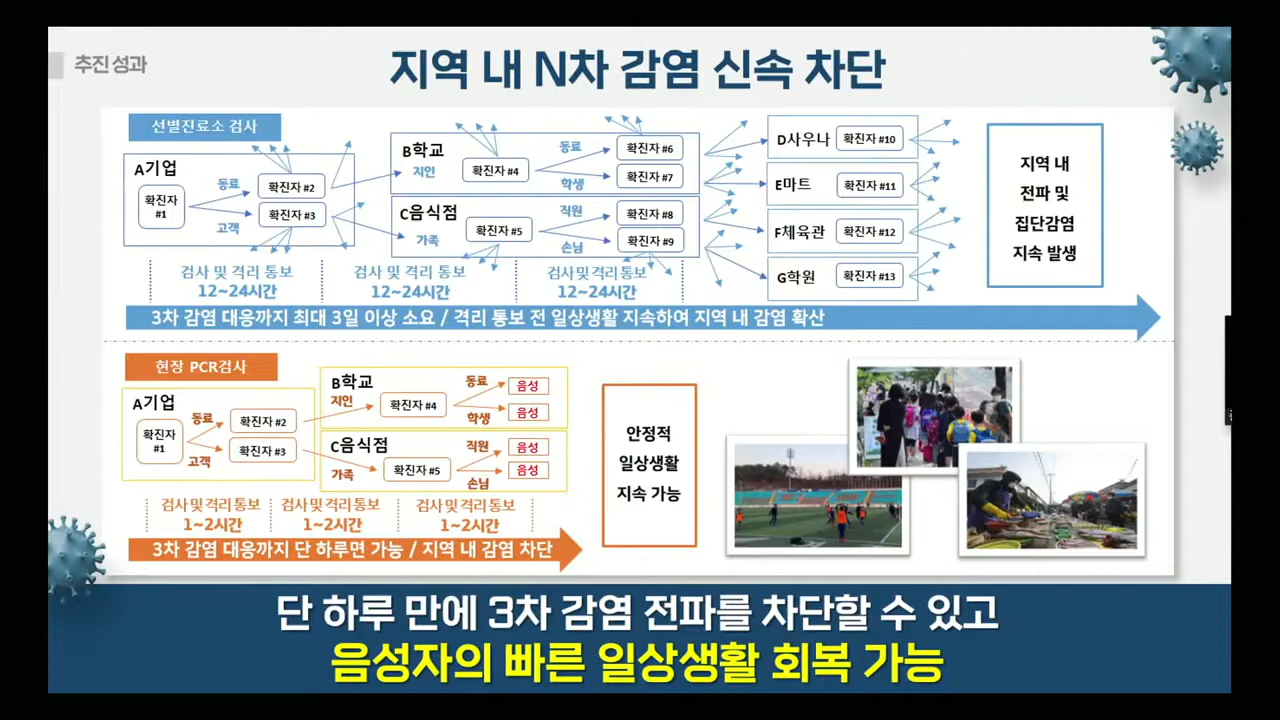 추진 성과
지역 내 N차 감염 신속 차단
선별진료소 검사
A기업
확진자 #1
동료
고객
확진자 #2
확진자 #3
B학교
지인
확진자 #4
동료
학생
확진자 #6
확진자 #7
C음식점
가족
확진자 #5
직원
손님
확진자 #8
확진자 #9
D사우나
확진자 #10
E마트
확진자 #11
F체육관
확진자 #12
G학원
확진자 #13
지역 내
전파 및
집단감염
지속 발생
검사 및 격리 통보
12~24시간
검사 및 격리 통보
12~24시간
검사 및 격리 통보
12~24시간
3차 감염 대응까지 최대 3일 이상 소요 / 격리 통보 전 일상생활 지속하여 지역 내 감염 확산
현장 PCR검사
A기업
확진자 #1
동료
고객
확진자 #2
확진자 #3
B학교
지인
확진자 #4
동료
학생
음성
음성
C음식점
가족
확진자 #5
직원
손님
음성
음성
안정적
일상생활
지속 가능
검사 및 격리 통보
1~2시간
검사 및 격리 통보
1~2시간
검사 및 격리 통보
1~2시간
3차 감염 대응까지 단 하루면 가능 / 지역 내 감염 차단
단 하루 만에 3차 감염 전파를 차단할 수 있고
음성자의 빠른 일상생활 회복 가능